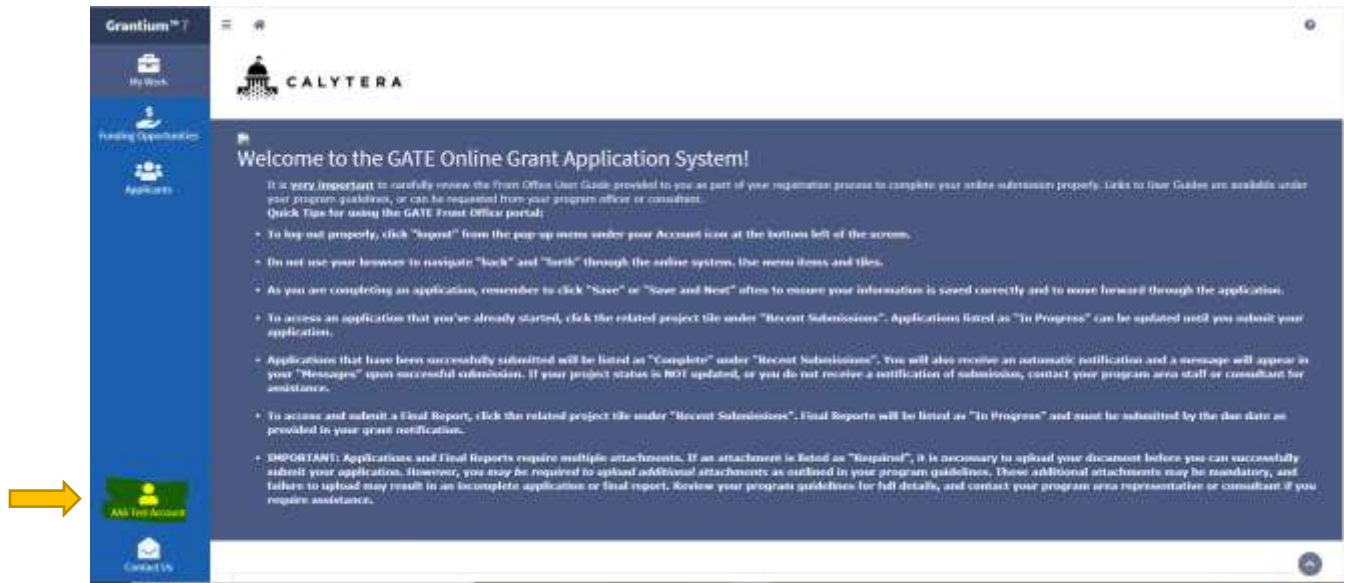 Grantium™ 7
My Work
CALYTERA
Funding Opportunities
Applicants
Welcome to the GATE Online Grant Application System!
It is very important to carefully review the Front Office User Guide provided to you as part of your registration process to complete your online submission properly. Links to User Guides are available under
your program guidelines, or can be requested from your program officer or consultant.
Quick Tips for using the GATE Front Office portal:
• To log out properly, click "logout" from the pop-up menu under your Account icon at the bottom left of the screen.
• Do not use your browser to navigate "back" and "forth" through the online system. Use menu items and tiles.
• As you are completing an application, remember to click "Save" or "Save and Next" often to ensure your information is saved correctly and to move forward through the application.
• To access an application that you've already started, click the related project tile under "Recent Submissions". Applications listed as "In Progress" can be updated until you submit your
application.
• Applications that have been successfully submitted will be listed as "Complete" under "Recent Submissions". You will also receive an automatic notification and a message will appear in
your "Messages" upon successful submission. If your project status is NOT updated, or you do not receive a notification of submission, contact your program area staff or consultant for
assistance.
• To access and submit a Final Report, click the related project tile under "Recent Submissions". Final Reports will be listed as "In Progress" and must be submitted by the due date as
provided in your grant notification.
• IMPORTANT: Applications and Final Reports require multiple attachments. If an attachment is listed as "Required", it is necessary to upload your document before you can successfully
submit your application. However, you may be required to upload additional attachments as outlined in your program guidelines. These additional attachments may be mandatory, and
failure to upload may result in an incomplete application or final report. Review your program guidelines for full details, and contact your program area representative or consultant if you
require assistance.
Test Account
Contact Us